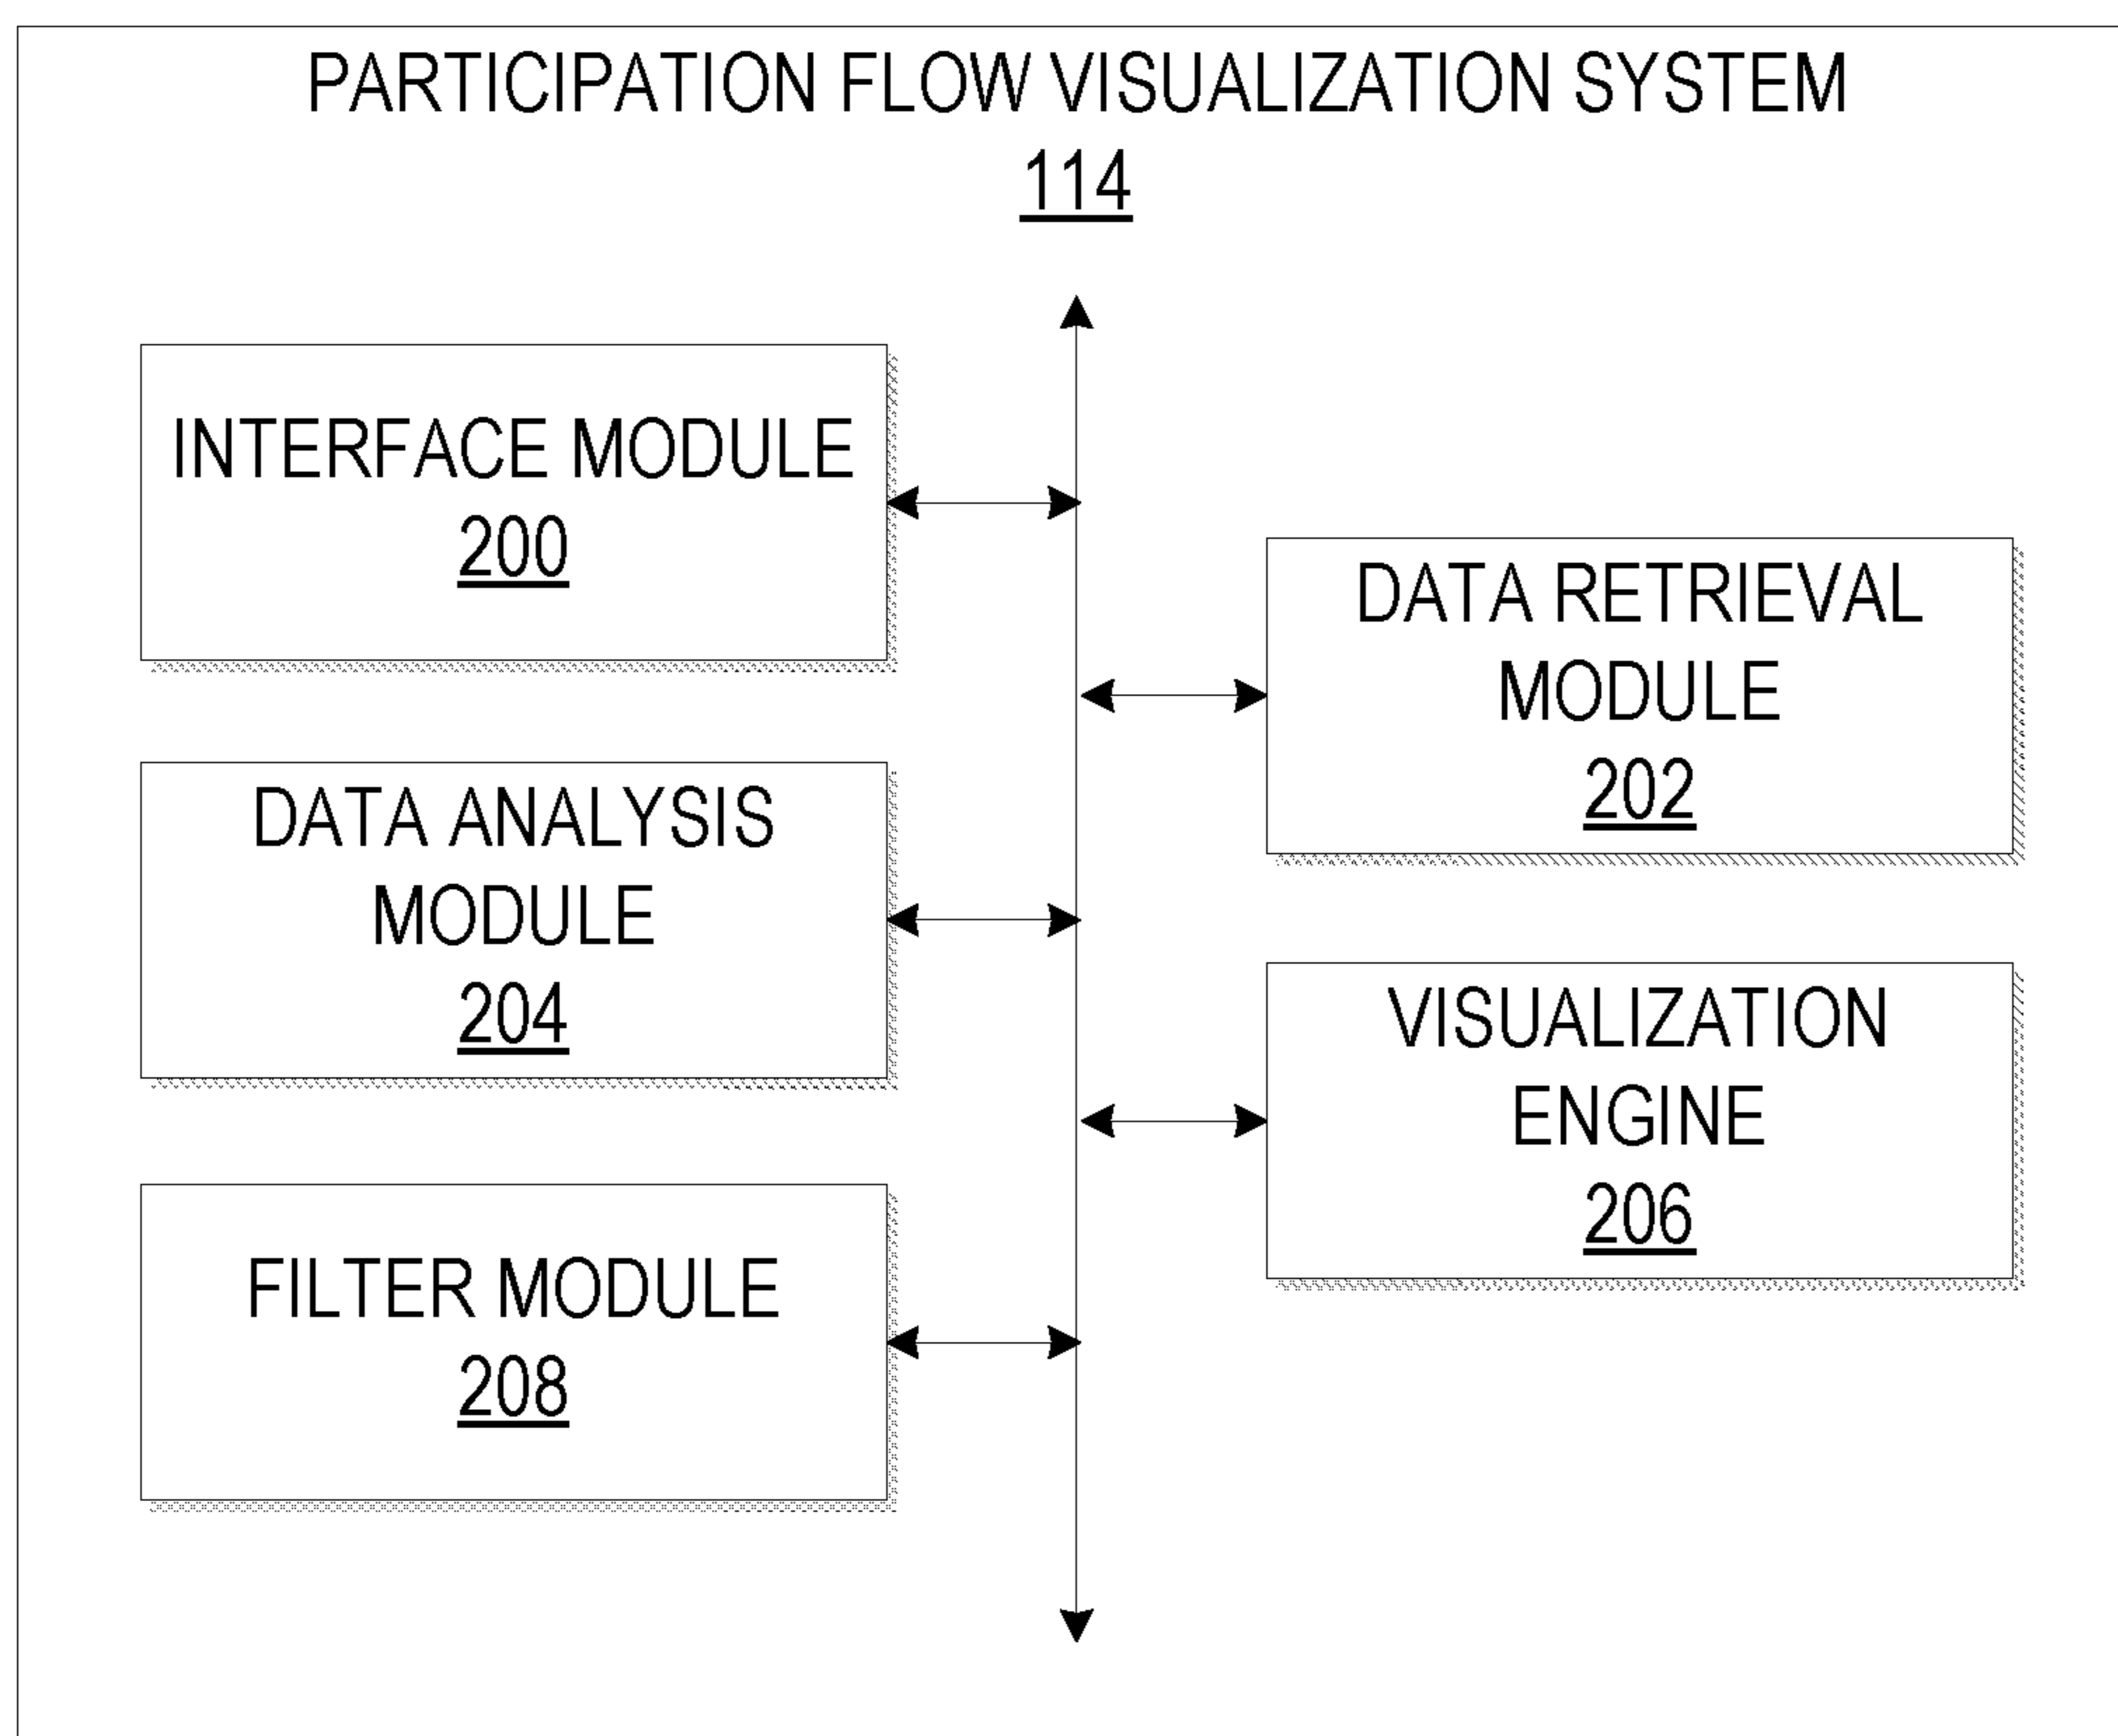 PARTICIPATION FLOW VISUALIZATION SYSTEM
114
INTERFACE MODULE
200
DATA RETRIEVAL
MODULE
202
DATA ANALYSIS
MODULE
204
VISUALIZATION
ENGINE
206
FILTER MODULE
208